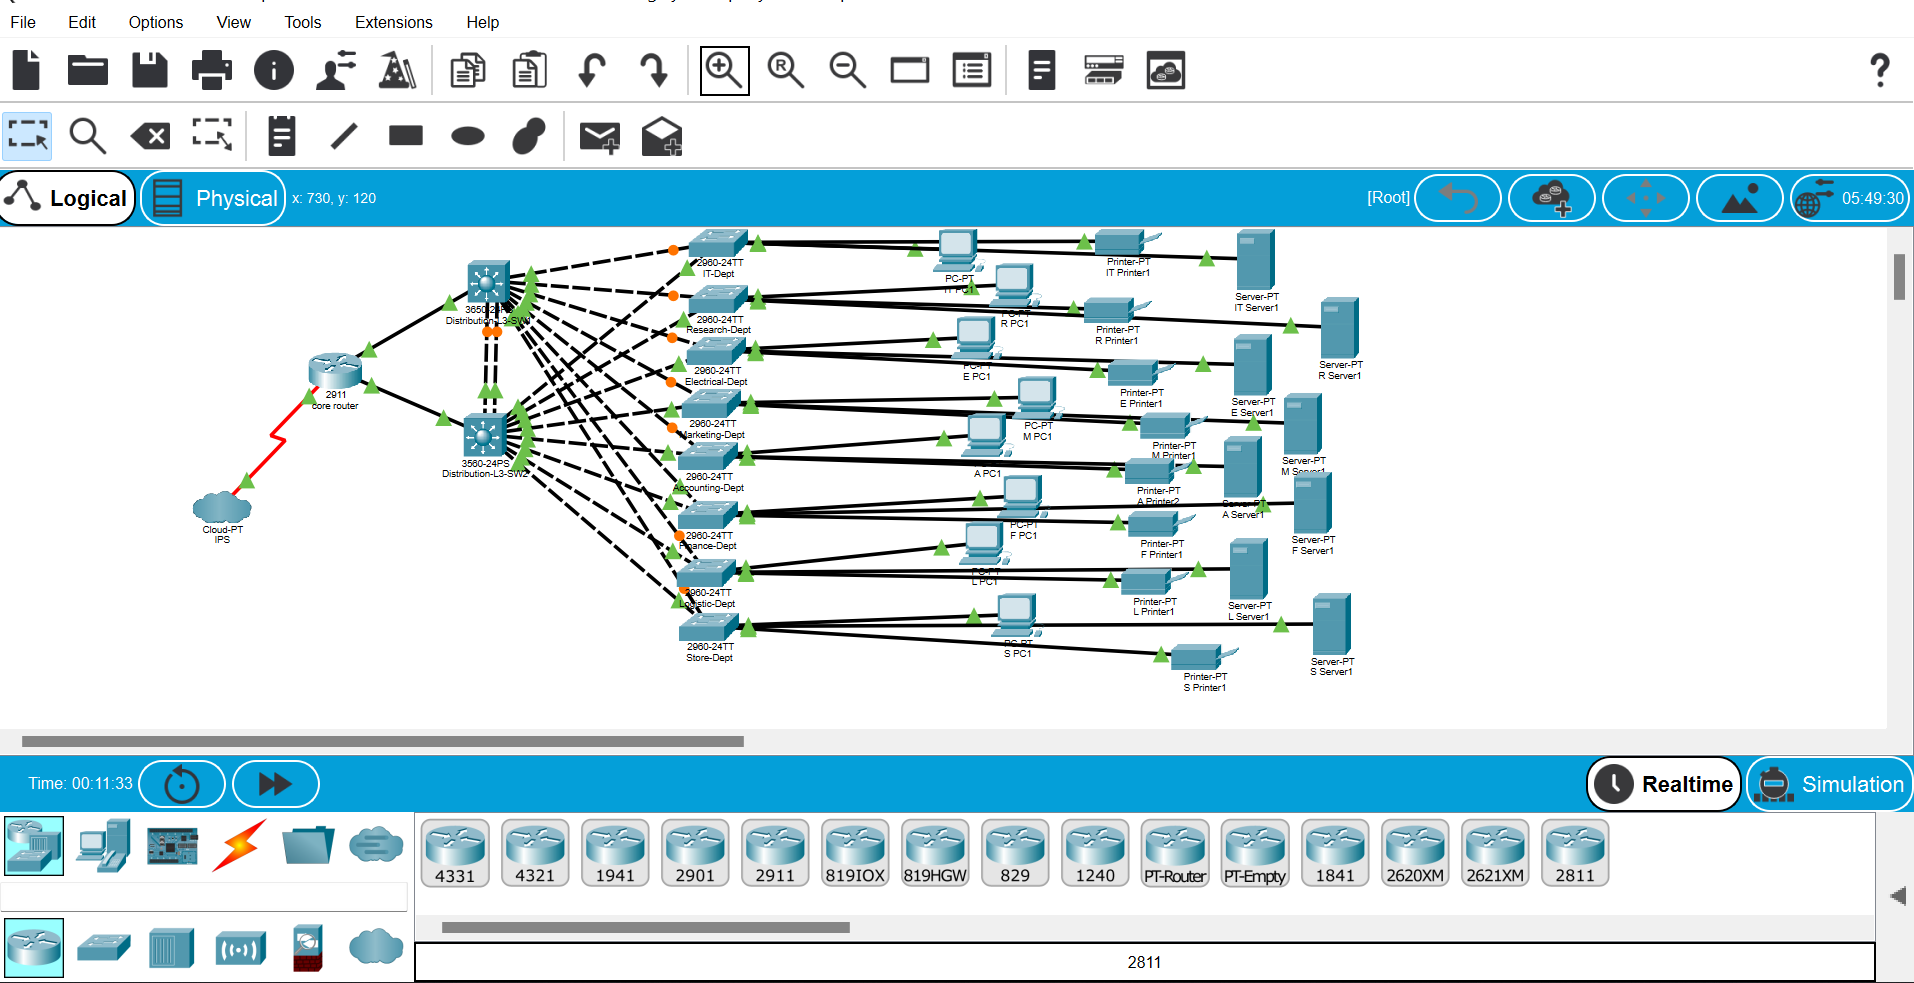 File Edit Options View Tools Extensions Help
Logical
Physical
x: 730, y: 120
[Root]
05:49:30
2960-24TT
IT-Dept
PC-PT
Printer-PT
IT Printer1
Server-PT
IT Server1
Distribution-L3-SW1
2960-24TT
Research-Dept
R PC1
Printer-PT
R Printer1
Server-PT
R Server1
2911
core router
2960-24TT
Electrical-Dept
E PC1
Printer-PT
E Printer1
Server-PT
E Server1
2960-24TT
Marketing-Dept
PC-PT
M PC1
Printer-PT
M Printer1
Server-PT
M Server1
3560-24PS
Distribution-L3-SW2
2960-24TT
Accounting-Dept
A PC1
Printer-PT
A Printer2
Server-PT
A Server1
Cloud-PT
IPS
2960-24TT
Finance-Dept
PC-PT
F PC1
Printer-PT
F Printer1
Server-PT
F Server1
2960-24TT
Logistic-Dept
PC-PT
L PC1
Printer-PT
L Printer1
Server-PT
L Server1
2960-24TT
Store-Dept
PC-PT
S PC1
Printer-PT
S Printer1
Server-PT
S Server1
Time: 00:11:33
Realtime
Simulation
4331 4321 1941 2901 2911 819IOX 819HGW 829 1240 PT-Router PT-Empty 1841 2620XM 2621XM 2811
2811